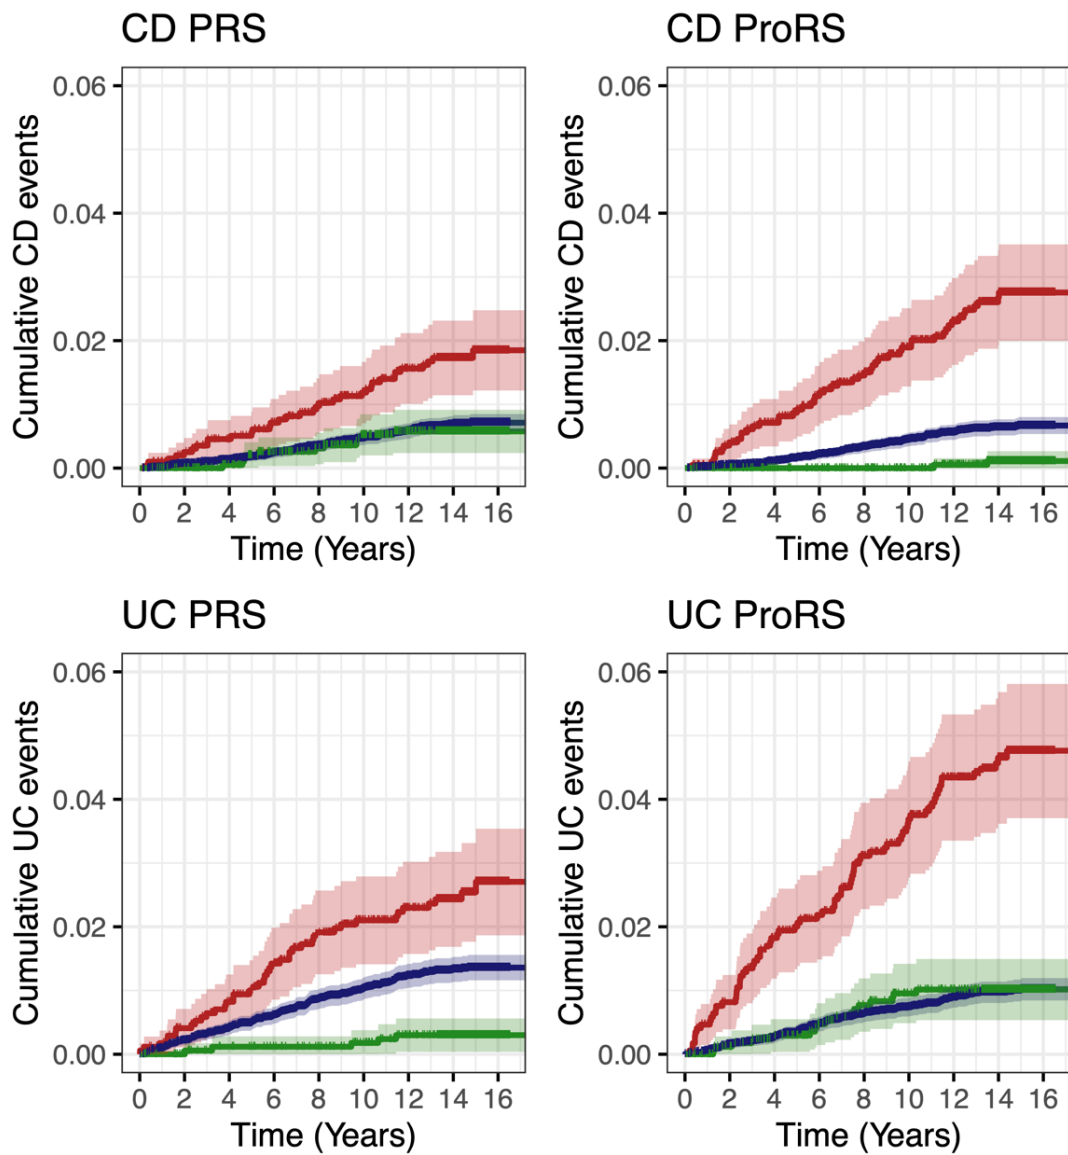 CD PRS
Cumulative CD events
0.06
0.04
0.02
0.00
0 2 4 6 8 10 12 14 16
Time (Years)
CD ProRS
Cumulative CD events
0.06
0.04
0.02
0.00
0 2 4 6 8 10 12 14 16
Time (Years)
UC PRS
Cumulative UC events
0.06
0.04
0.02
0.00
0 2 4 6 8 10 12 14 16
Time (Years)
UC ProRS
Cumulative UC events
0.06
0.04
0.02
0.00
0 2 4 6 8 10 12 14 16
Time (Years)